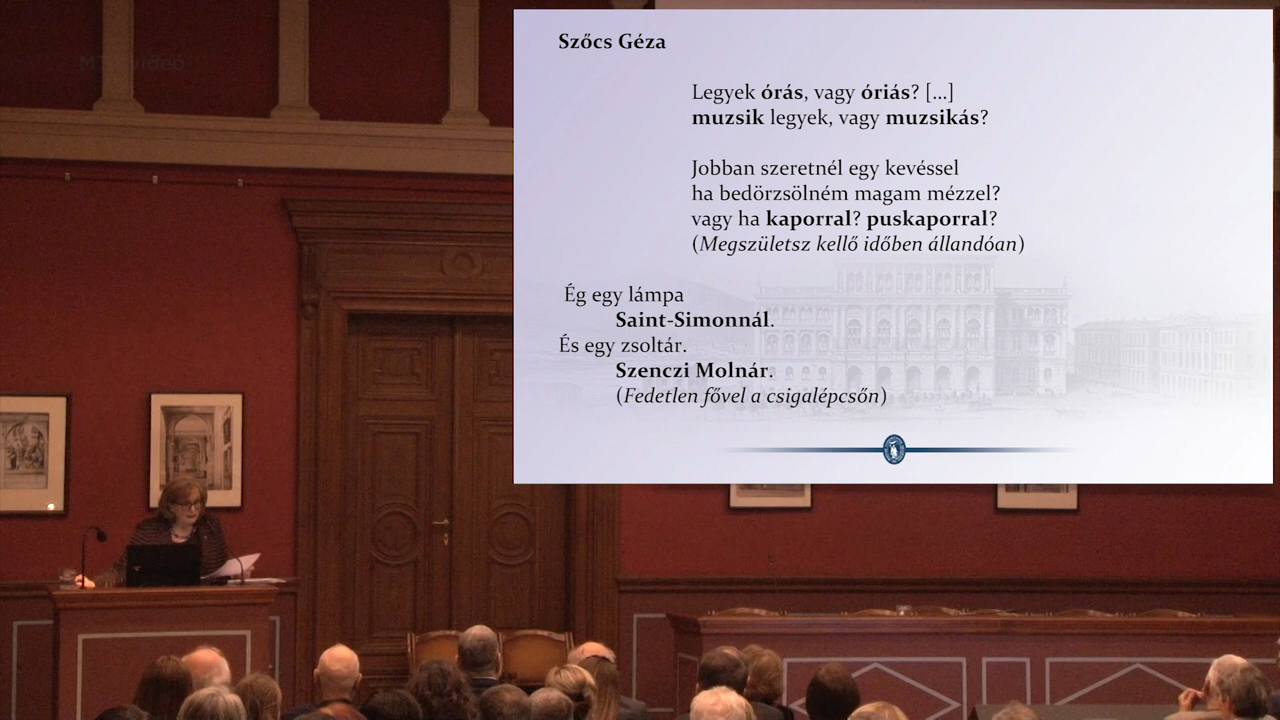 Szőcs Géza
Legyek órás, vagy óriás? [...]
muzsik legyek, vagy muzsikás?
Jobban szeretnél egy kevéssel
ha bedörzsölném magam mézzel?
vagy ha kaporral? puskaporral?
(Megszületsz kellő időben állandóan)
Ég egy lámpa
Saint-Simonnál.
És egy zsoltár.
Szenczi Molnár.
(Fedetlen fővel a csigalépcsőn)